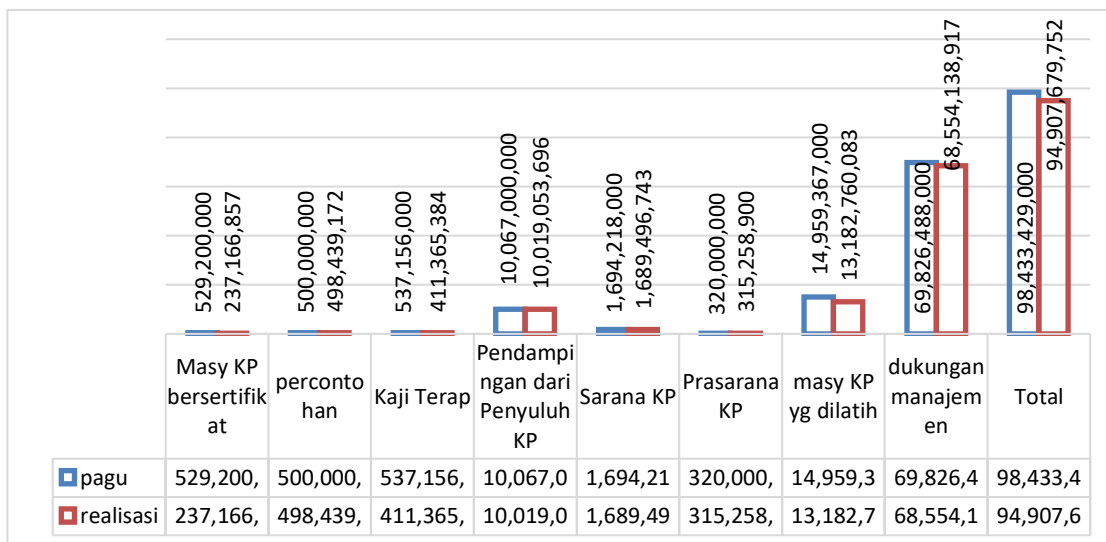 529,200,000
237,166,857
500,000,000
498,439,172
537,156,000
411,365,384
10,067,000,000
10,019,053,696
1,694,218,000
1,689,496,743
320,000,000
315,258,900
14,959,367,000
13,182,760,083
69,826,488,000
68,554,138,917
98,433,429,000
94,907,679,752
Masy KP
bersertifik
at
perconto
han
Kaji Terap
Pendampi
ngan dari
Penyuluh
KP
Sarana KP
Prasarana
KP
masy KP
yg dilatih
dukungan
manajem
en
Total
pagu 529,200, 500,000, 537,156, 10,067,0 1,694,21 320,000, 14,959,3 69,826,4 98,433,4
realisasi 237,166, 498,439, 411,365, 10,019,0 1,689,49 315,258, 13,182,7 68,554,1 94,907,6